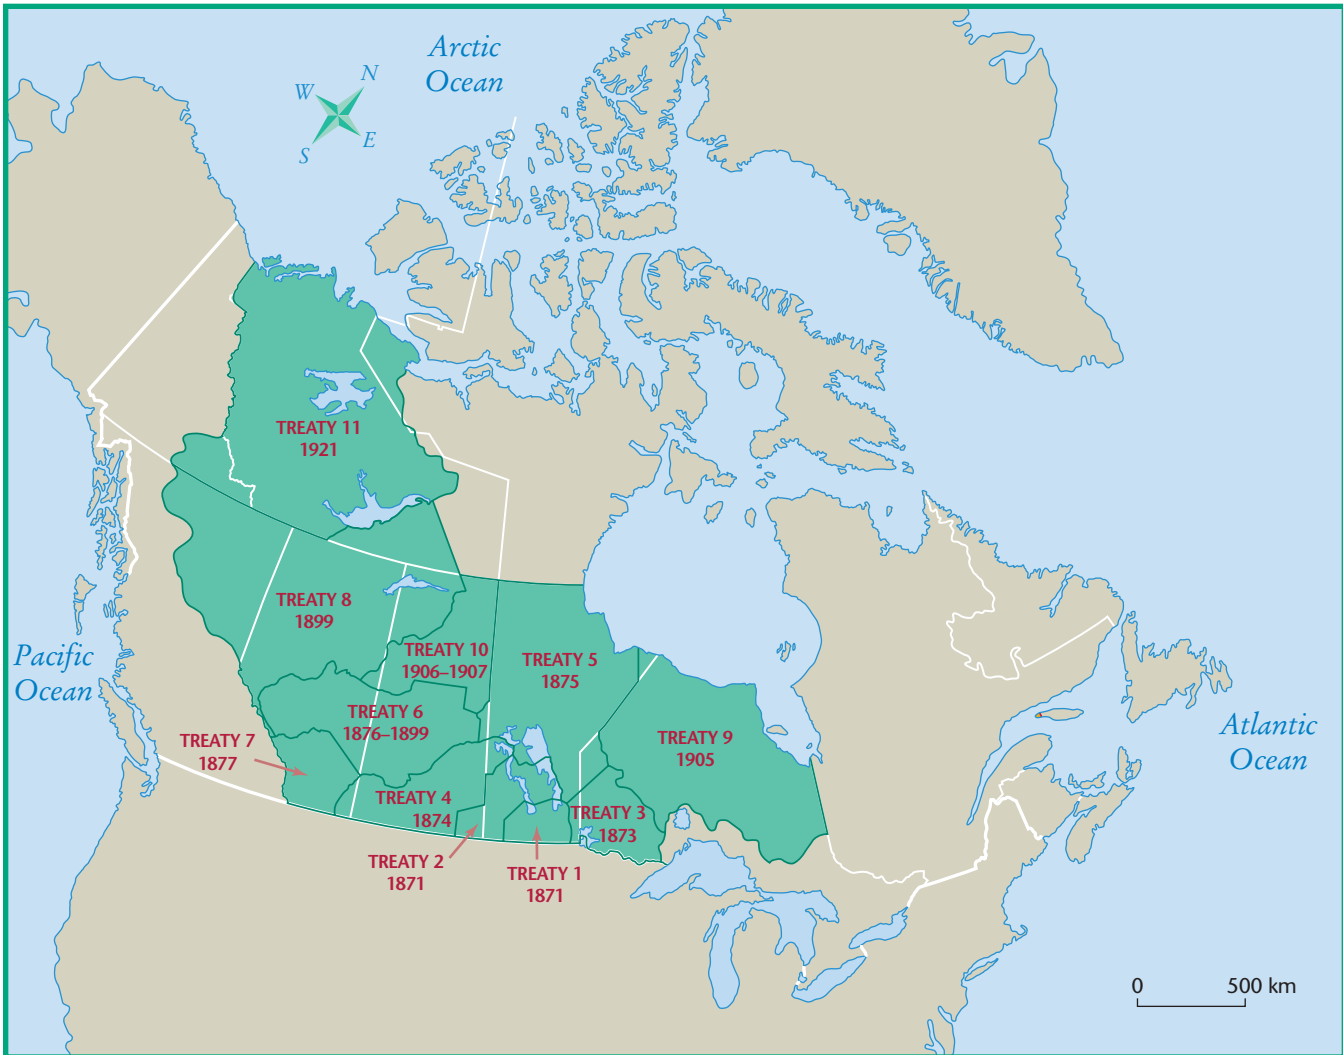 Arctic
Ocean
N
W
E
S
TREATY 11
1921
TREATY 8
1899
TREATY 10
1906–1907
TREATY 5
1875
Pacific
Ocean
TREATY 6
1876–1899
TREATY 7
1877
TREATY 9
1905
Atlantic
Ocean
TREATY 4
1874
TREATY 3
1873
TREATY 2
1871
TREATY 1
1871
0 500 km